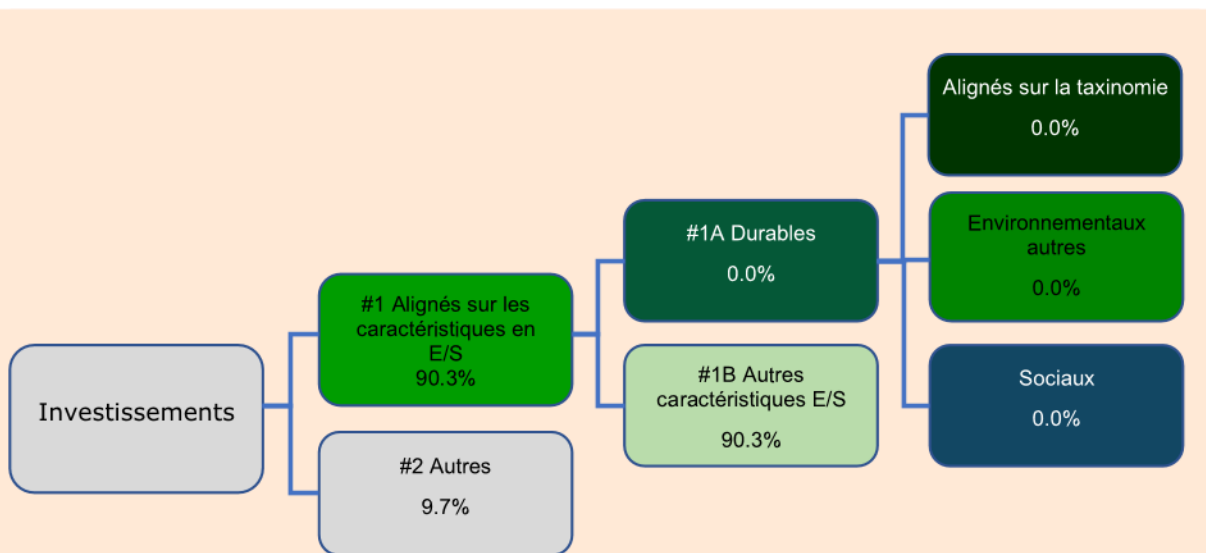 Investissements
#1 Alignés sur les
caractéristiques en
E/S
90.3%
#2 Autres
9.7%
#1A Durables
0.0%
#1B Autres
caractéristiques E/S
90.3%
Alignés sur la taxinomie
0.0%
Environnementaux
autres
0.0%
Sociaux
0.0%